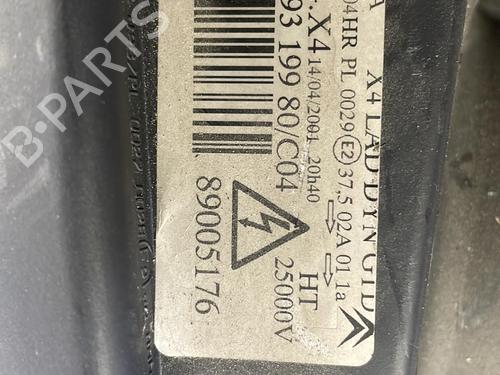 A
X4 LAD DYN GTD
04HR PL 0029 E2 37,5 02A 01 1a
14/04/2001 20h40
X4
93 199 80/C04
HT
25000V
89005176
B-PARTS